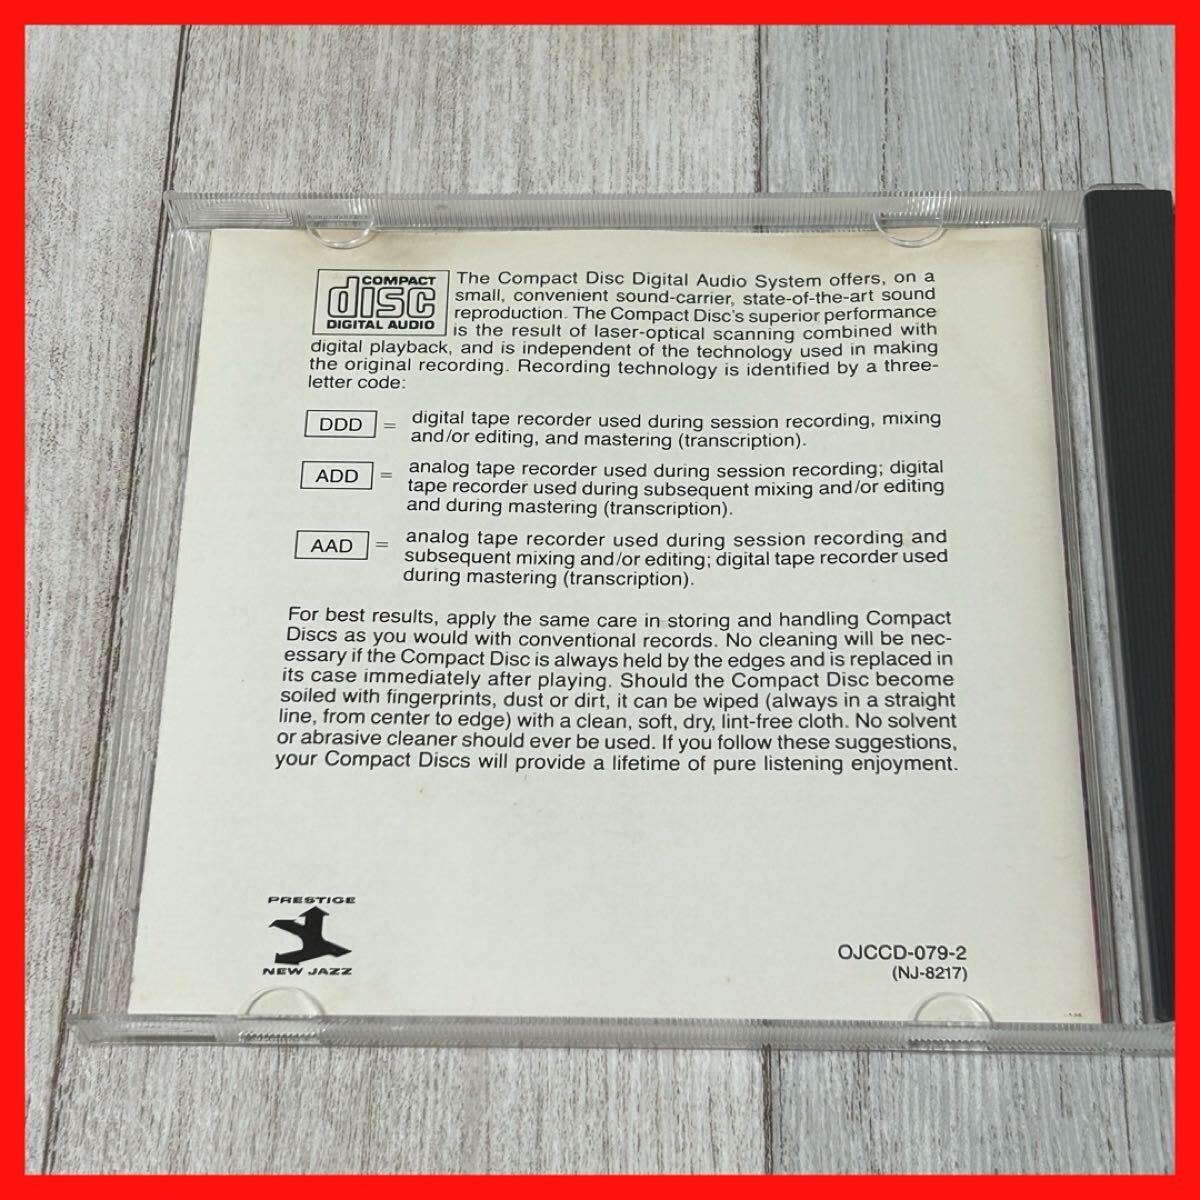 COMPACT
disc
DIGITAL AUDIO
The Compact Disc Digital Audio System offers, on a
small, convenient sound-carrier, state-of-the-art sound
reproduction. The Compact Disc's superior performance
is the result of laser-optical scanning combined with
digital playback, and is independent of the technology used in making
the original recording. Recording technology is identified by a three-
letter code:
DDD = digital tape recorder used during session recording, mixing
and/or editing, and mastering (transcription).
ADD = analog tape recorder used during session recording; digital
tape recorder used during subsequent mixing and/or editing
and during mastering (transcription).
AAD = analog tape recorder used during session recording and
subsequent mixing and/or editing; digital tape recorder used
during mastering (transcription).
For best results, apply the same care in storing and handling Compact
Discs as you would with conventional records. No cleaning will be nec-
essary if the Compact Disc is always held by the edges and is replaced in
its case immediately after playing. Should the Compact Disc become
soiled with fingerprints, dust or dirt, it can be wiped (always in a straight
line, from center to edge) with a clean, soft, dry, lint-free cloth. No solvent
or abrasive cleaner should ever be used. If you follow these suggestions,
your Compact Discs will provide a lifetime of pure listening enjoyment.
PRESTIGE
NEW JAZZ
OJCCD-079-2
(NJ-8217)